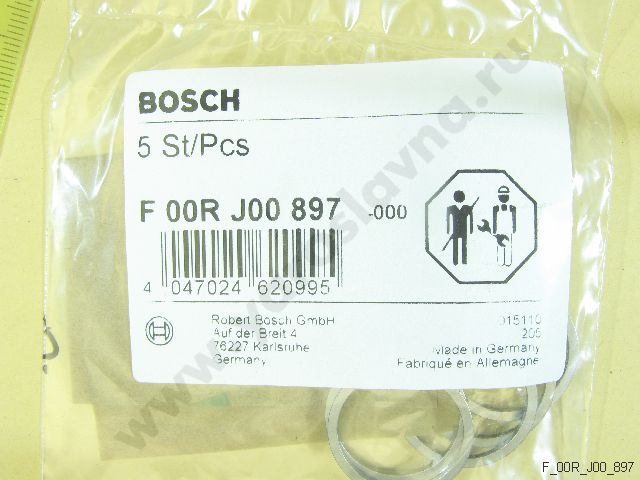 BOSCH
5 St/Pcs
F 00R J00 897 -000
4 047024 620995
Robert Bosch GmbH
Auf der Breit 4
76227 Karlsruhe
Germany
015110
205
Made in Germany
Fabriqué en Allemagne
F_00R_J00_897